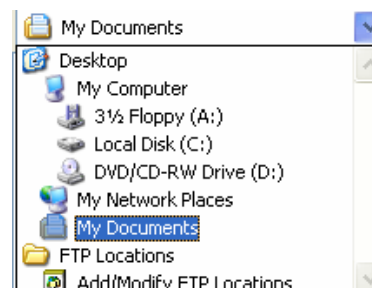 My Documents
Desktop
My Computer
3½ Floppy (A:)
Local Disk (C:)
DVD/CD-RW Drive (D:)
My Network Places
My Documents
FTP Locations
Add/Modify FTP Locations